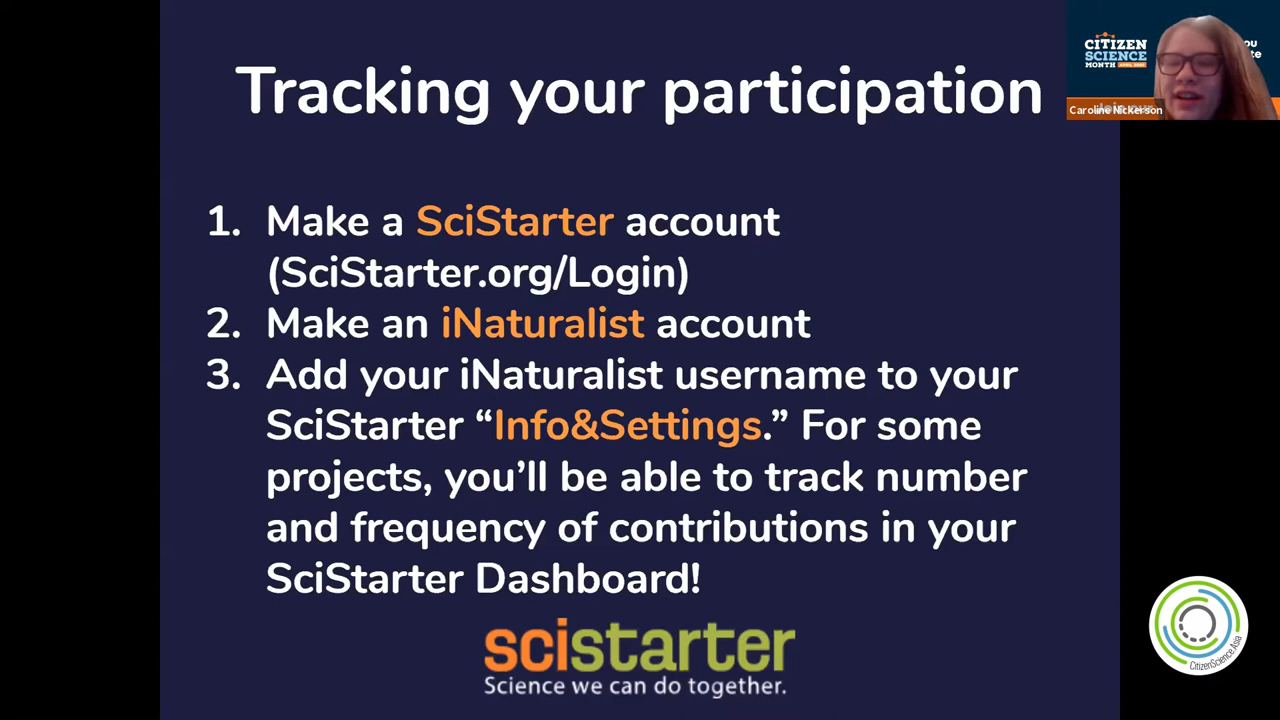 Tracking your participation
1. Make a SciStarter account
(SciStarter.org/Login)
2. Make an iNaturalist account
3. Add your iNaturalist username to your
SciStarter “Info&Settings.” For some
projects, you’ll be able to track number
and frequency of contributions in your
SciStarter Dashboard!
scistarter
Science we can do together.
CITIZEN
SCIENCE
MONTH
Caroline Nickerson
CitizenScience.Asia